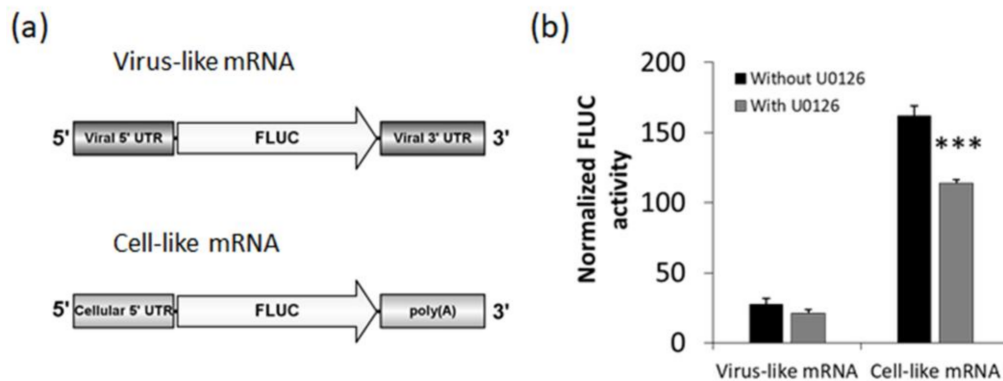 (a)
Virus-like mRNA
5' Viral 5' UTR FLUC Viral 3' UTR 3'
Cell-like mRNA
5' Cellular 5' UTR FLUC poly(A) 3'
(b)
Normalized FLUC
activity
200
150
100
50
0
Without U0126
With U0126
***
Virus-like mRNA Cell-like mRNA